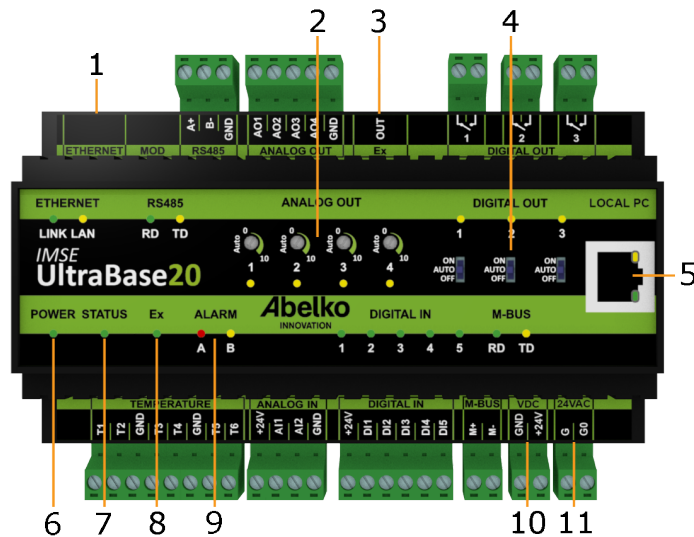 1 2 3 4
A+ B- GND AO1 AO2 AO3 AO4 GND OUT 1 2 3
ETHERNET MOD RS485 ANALOG OUT Ex DIGITAL OUT
ETHERNET RS485 ANALOG OUT DIGITAL OUT LOCAL PC
LINK LAN RD TD 1 2 3
Auto 0 10 Auto 0 10 Auto 0 10 Auto 0 10
1 2 3 4
ON AUTO OFF ON AUTO OFF ON AUTO OFF
5
IMSE
UltraBase20
Abelko
INNOVATION
POWER STATUS Ex ALARM DIGITAL IN M-BUS
A B 1 2 3 4 5 RD TD
TEMPERATURE ANALOG IN DIGITAL IN M-BUS VDC 24VAC
T1 T2 GND T3 T4 GND T5 T6 +24V AI1 AI2 GND +24V DI1 DI2 DI3 DI4 DI5 M+ M- GND +24V G G0
6 7 8 9 10 11